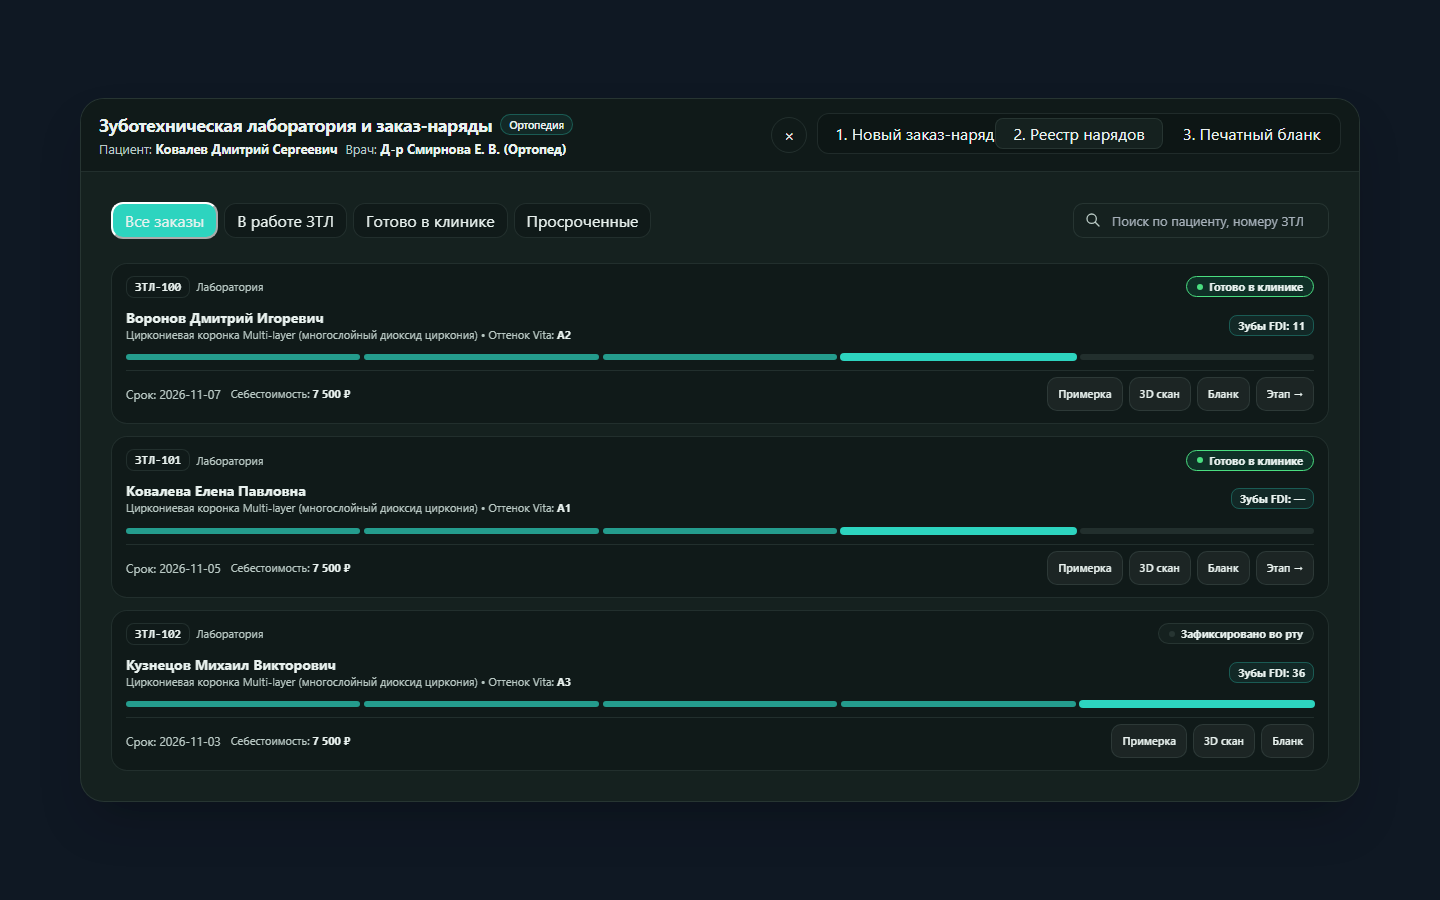 Зуботехническая лаборатория и заказ-наряды Ортопедия
Пациент: Ковалев Дмитрий Сергеевич Врач: Д-р Смирнова Е. В. (Ортопед)
× 1. Новый заказ-наряд 2. Реестр нарядов 3. Печатный бланк
Все заказы В работе ЗТЛ Готово в клинике Просроченные Поиск по пациенту, номеру ЗТЛ
ЗТЛ-100 Лаборатория Готово в клинике
Воронов Дмитрий Игоревич
Циркониевая коронка Multi-layer (многослойный диоксид циркония) • Оттенок Vita: A2
Зубы FDI: 11
Срок: 2026-11-07 Себестоимость: 7 500 ₽ Примерка 3D скан Бланк Этап →
ЗТЛ-101 Лаборатория Готово в клинике
Ковалева Елена Павловна
Циркониевая коронка Multi-layer (многослойный диоксид циркония) • Оттенок Vita: A1
Зубы FDI: —
Срок: 2026-11-05 Себестоимость: 7 500 ₽ Примерка 3D скан Бланк Этап →
ЗТЛ-102 Лаборатория Зафиксировано во рту
Кузнецов Михаил Викторович
Циркониевая коронка Multi-layer (многослойный диоксид циркония) • Оттенок Vita: A3
Зубы FDI: 36
Срок: 2026-11-03 Себестоимость: 7 500 ₽ Примерка 3D скан Бланк